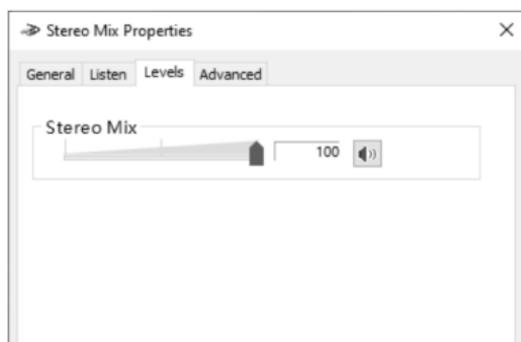 Stereo Mix Properties
General Listen Levels Advanced
Stereo Mix
100